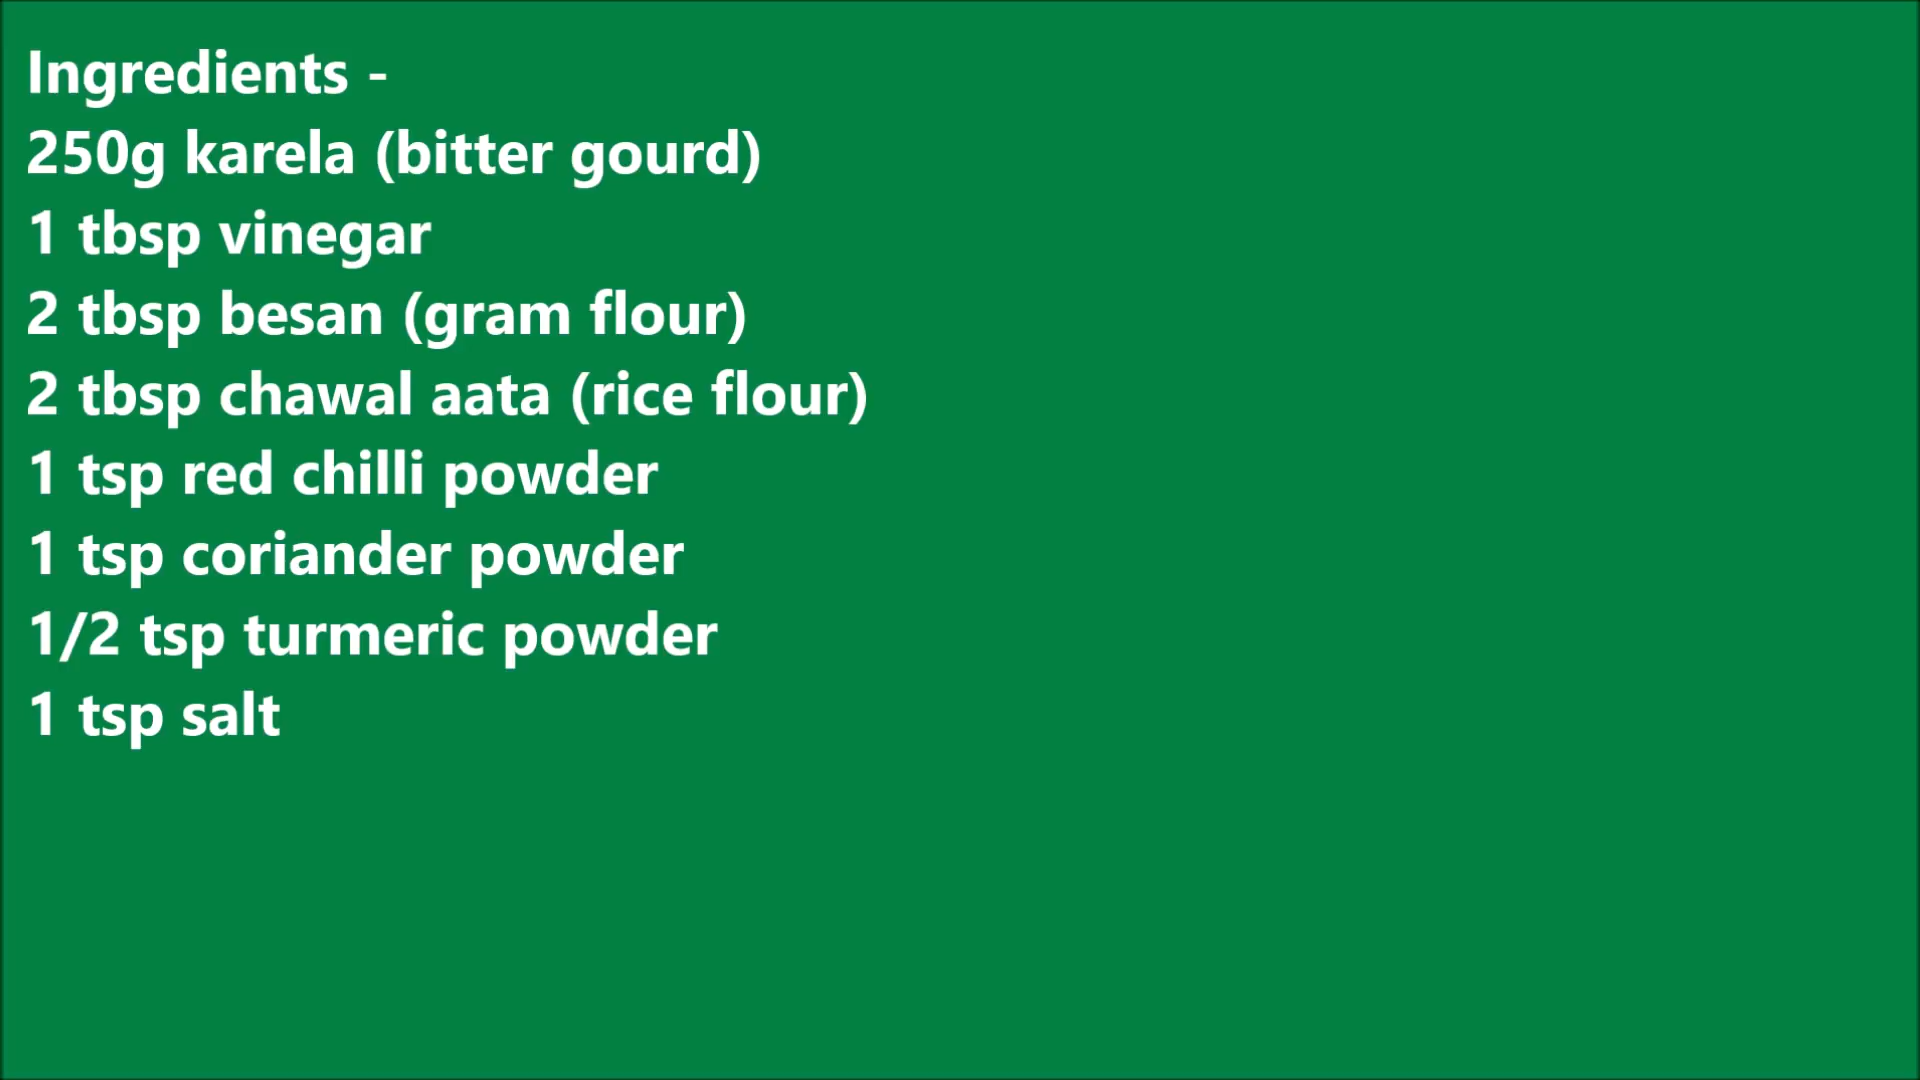 Ingredients -
250g karela (bitter gourd)
1 tbsp vinegar
2 tbsp besan (gram flour)
2 tbsp chawal aata (rice flour)
1 tsp red chilli powder
1 tsp coriander powder
1/2 tsp turmeric powder
1 tsp salt